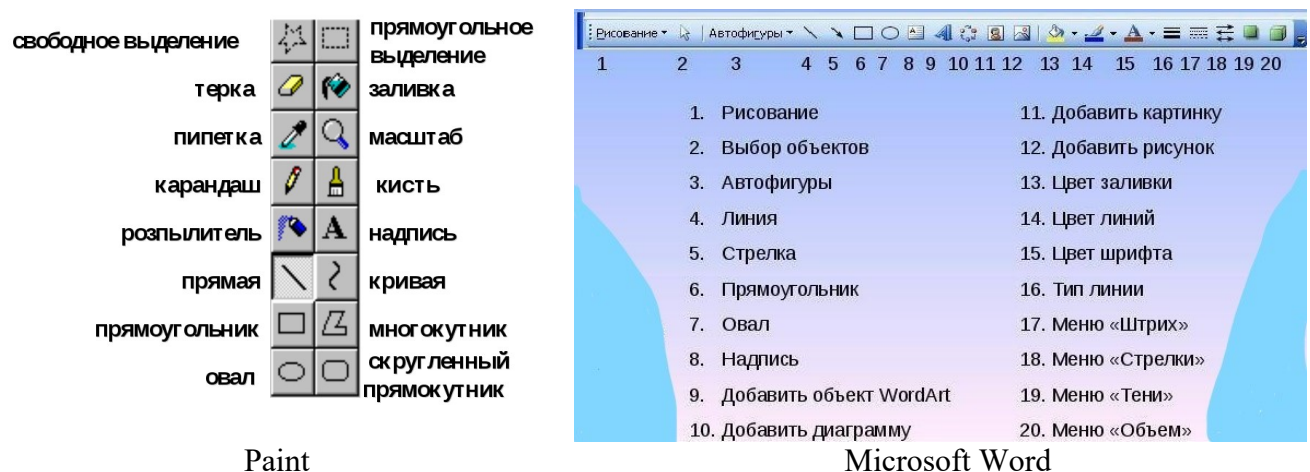 свободное выделение
прямоугольное
выделение
терка
заливка
пипетка
масштаб
карандаш
кисть
розпылитель
A надпись
прямая
кривая
прямоугольник
многокутник
овал
скругленный
прямокутник
Paint
Рисование Автофигуры
1 2 3 4 5 6 7 8 9 10 11 12 13 14 15 16 17 18 19 20
1. Рисование
2. Выбор объектов
3. Автофигуры
4. Линия
5. Стрелка
6. Прямоугольник
7. Овал
8. Надпись
9. Добавить объект WordArt
10. Добавить диаграмму
11. Добавить картинку
12. Добавить рисунок
13. Цвет заливки
14. Цвет линий
15. Цвет шрифта
16. Тип линии
17. Меню «Штрих»
18. Меню «Стрелки»
19. Меню «Тени»
20. Меню «Объем»
Microsoft Word